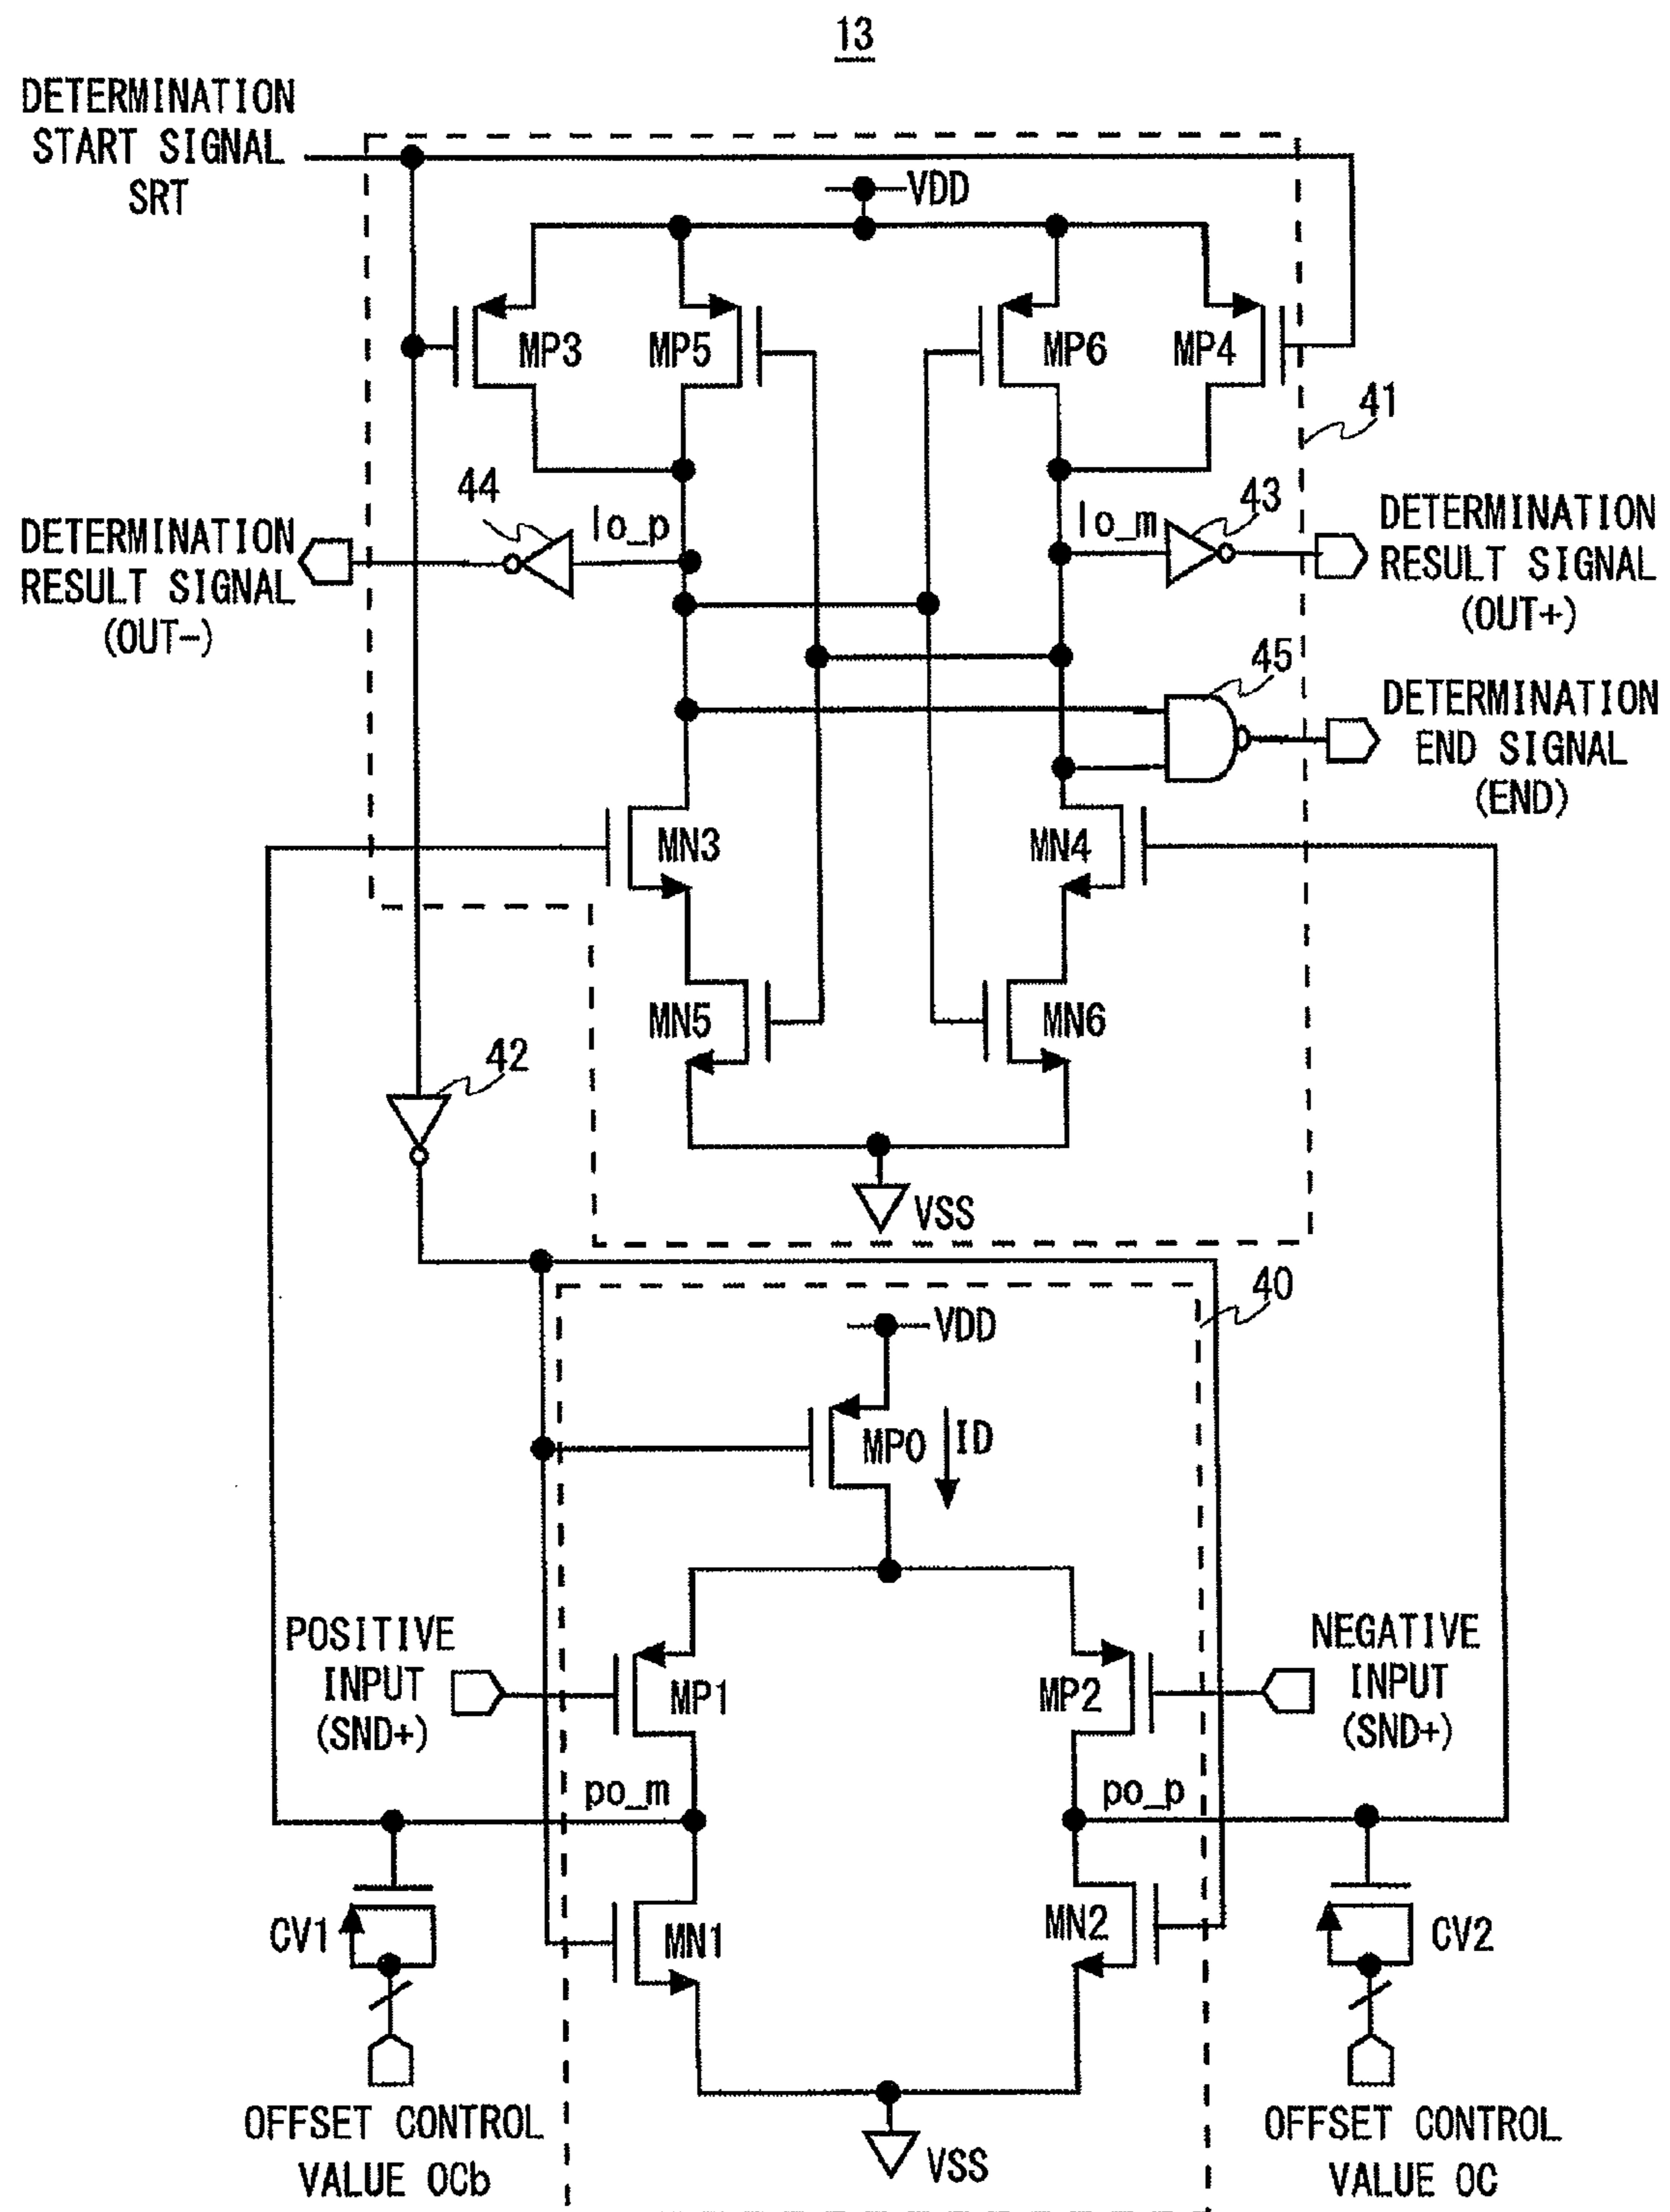 13
DETERMINATION
START SIGNAL
SRT
VDD
MP3
MP5
MP6
MP4
41
44
lo_p
lo_m
43
DETERMINATION
RESULT SIGNAL
(OUT-)
DETERMINATION
RESULT SIGNAL
(OUT+)
45
DETERMINATION
END SIGNAL
(END)
MN3
MN4
MN5
MN6
42
VSS
40
VDD
MP0
ID
POSITIVE
INPUT
(SND+)
MP1
MP2
NEGATIVE
INPUT
(SND+)
po_m
po_p
CV1
MN1
MN2
CV2
OFFSET CONTROL
VALUE OCb
VSS
OFFSET CONTROL
VALUE OC